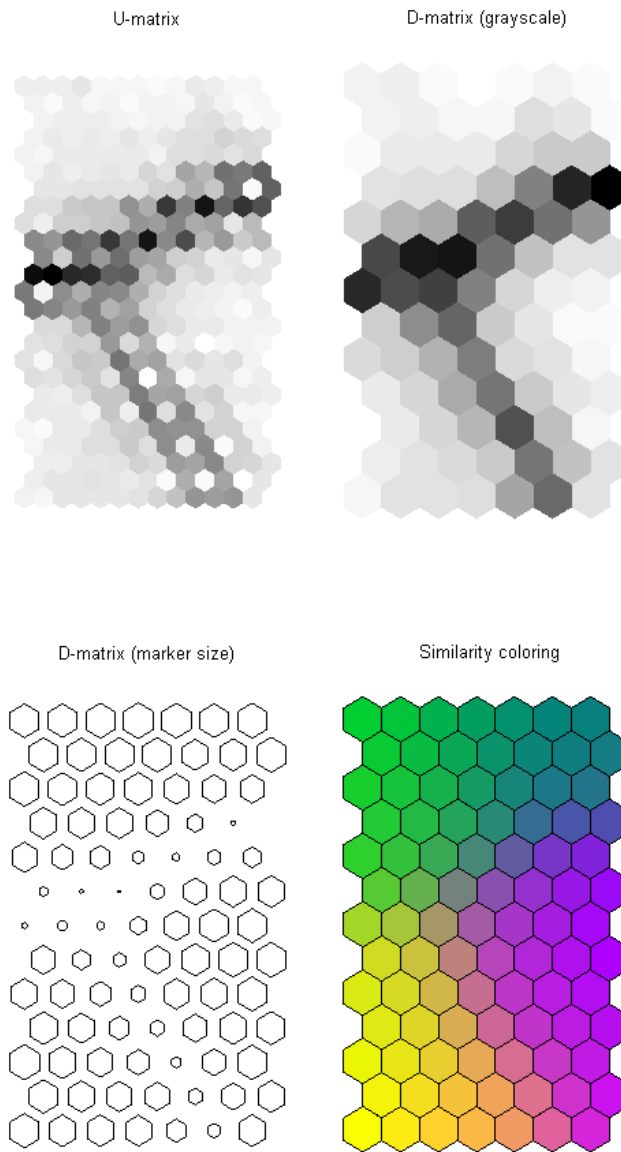 U-matrix
D-matrix (grayscale)
D-matrix (marker size)
Similarity coloring